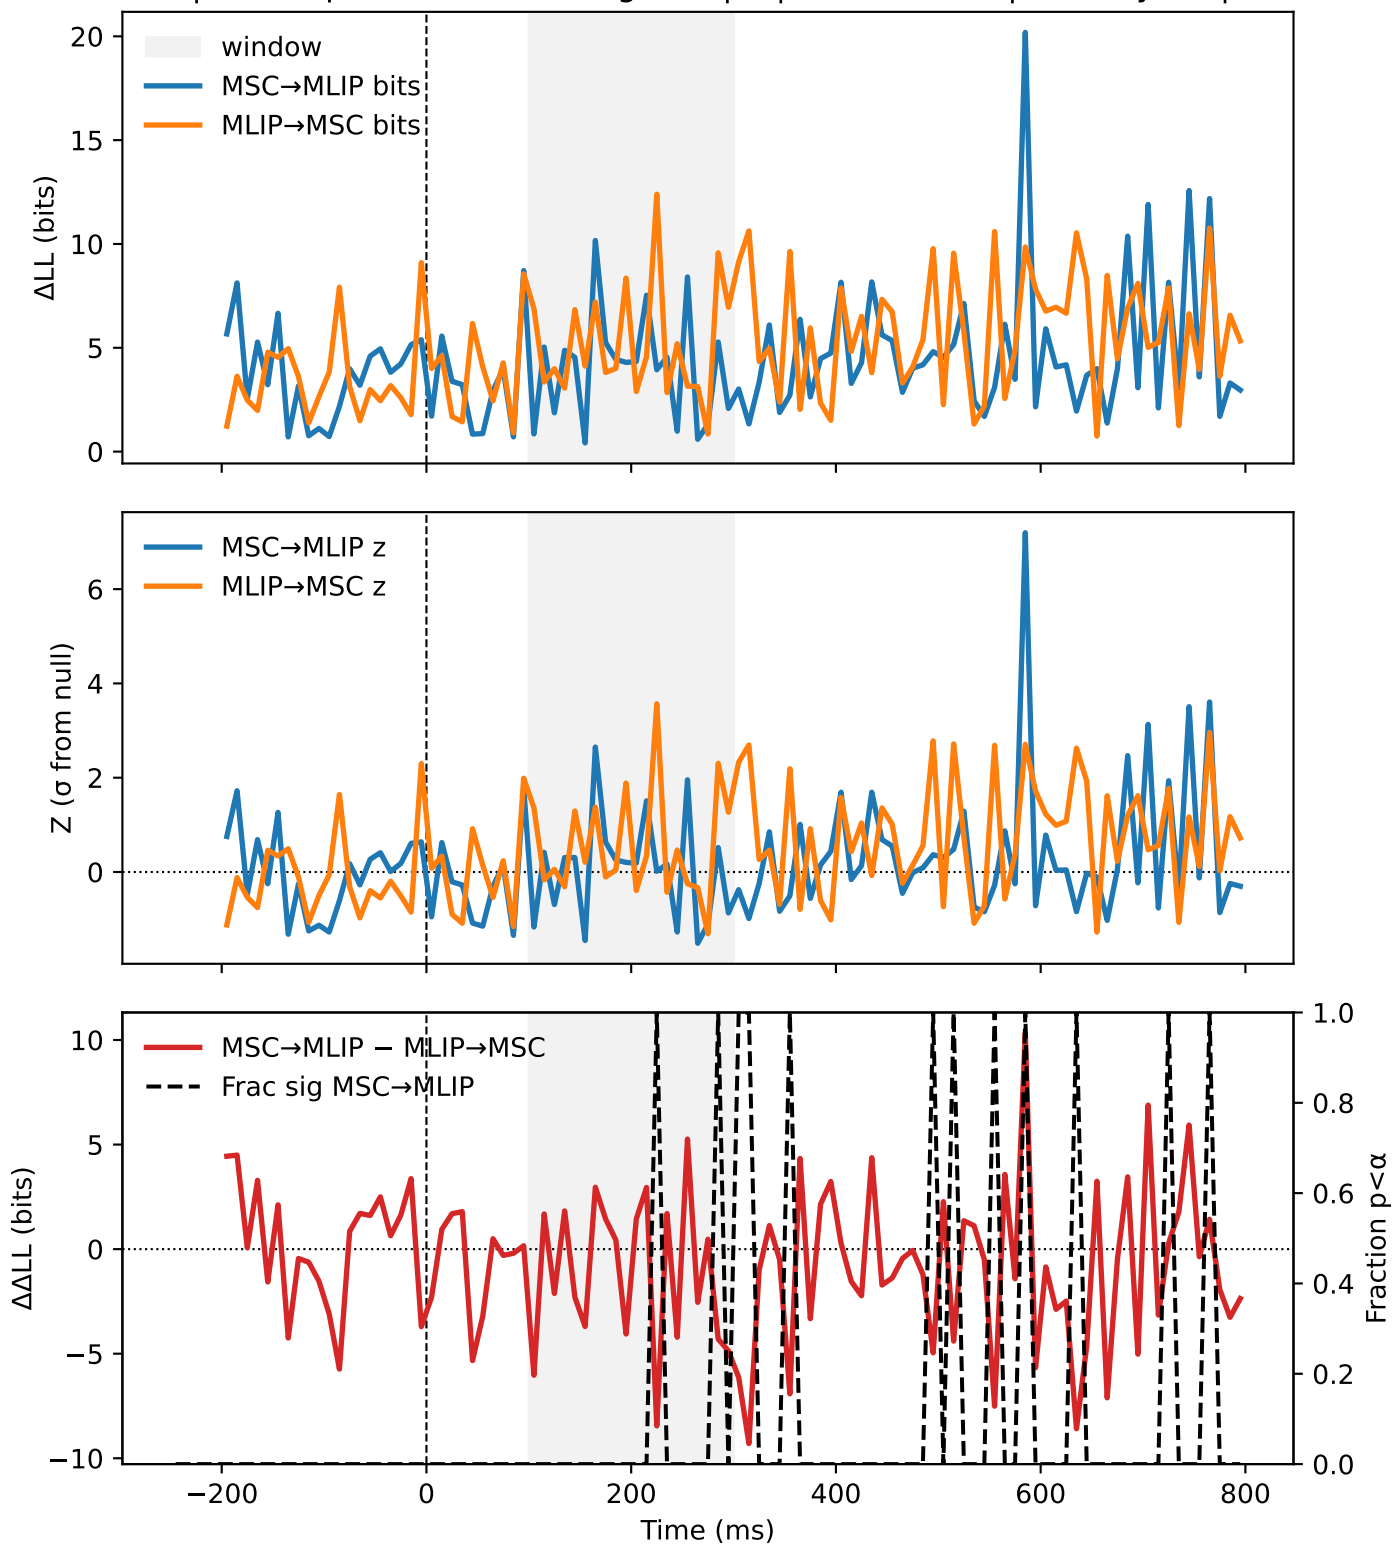 20
15
10
5
0
ΔLL (bits)
window
MSC→MLIP bits
MLIP→MSC bits
6
4
2
0
Z (σ from null)
MSC→MLIP z
MLIP→MSC z
10
5
0
−5
−10
ΔΔLL (bits)
MSC→MLIP − MLIP→MSC
Frac sig MSC→MLIP
1.0
0.8
0.6
0.4
0.2
0.0
Fraction p<α
−200
0
200
400
600
800
Time (ms)